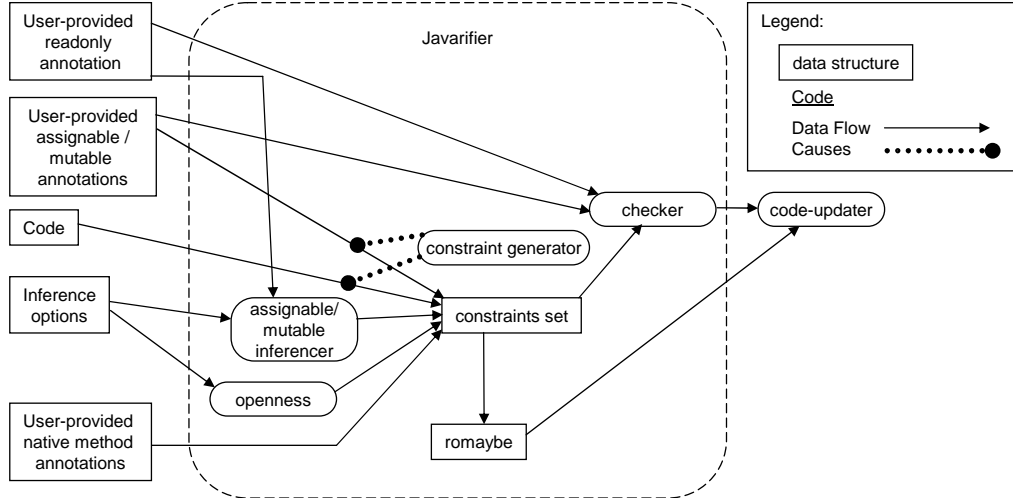 User-provided
readonly
annotation
Javarifier
Legend:
data structure
Code
Data Flow
Causes
User-provided
assignable /
mutable
annotations
checker
code-updater
Code
constraint generator
Inference
options
assignable/
mutable
inferencer
constraints set
openness
User-provided
native method
annotations
romaybe